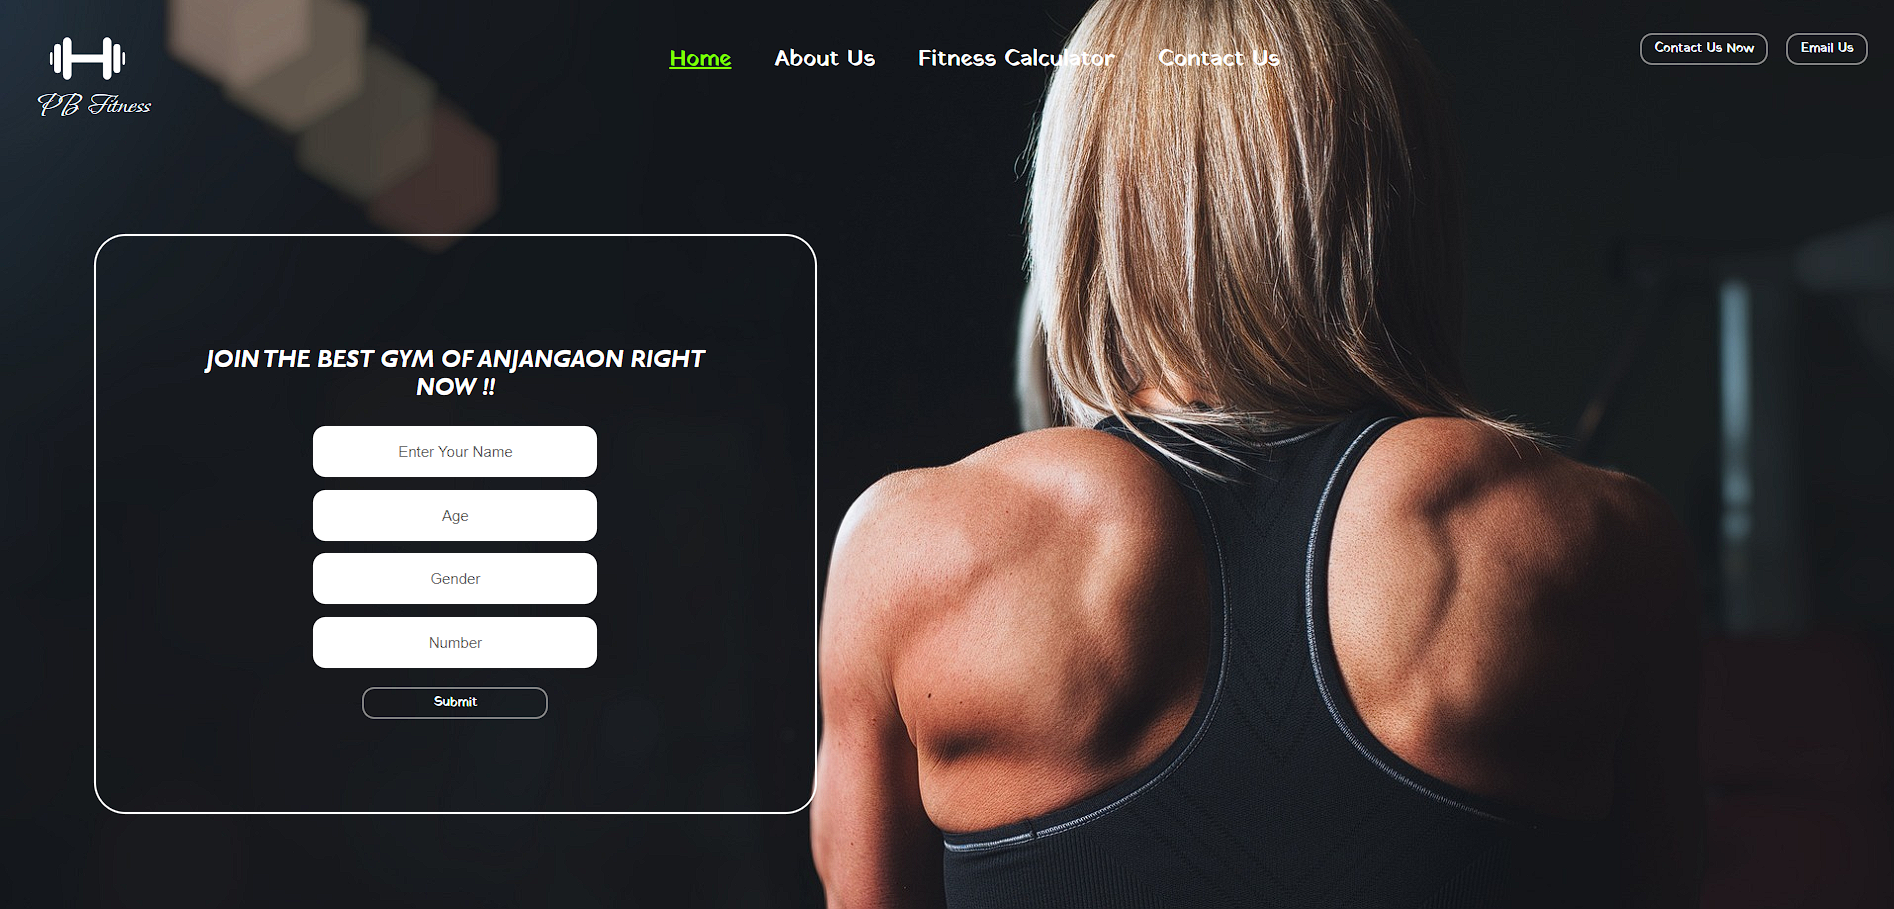 PB Fitness
Home About Us Fitness Calculator Contact Us
Contact Us Now Email Us
JOIN THE BEST GYM OF ANJANGAON RIGHT
NOW !!
Enter Your Name
Age
Gender
Number
Submit